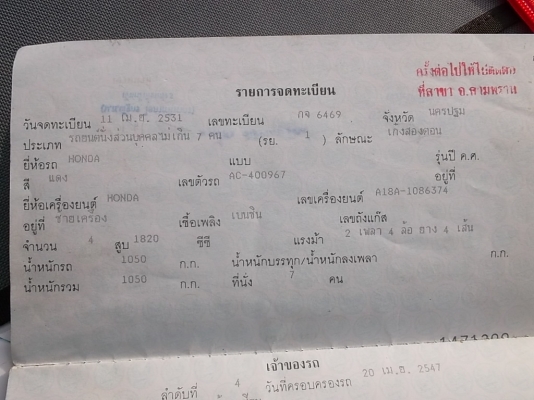 ครั้งต่อไปให้ไป
ที่สาขา อ.สามพราน
รายการจดทะเบียน
วันจดทะเบียน 11 เม.ย. 2531 เลขทะเบียน กจ 6469 จังหวัด นครปฐม
ประเภท รถยนต์นั่งส่วนบุคคลไม่เกิน 7 คน (รย. 1 ) ลักษณะ เก๋งสองตอน
ยี่ห้อรถ HONDA แบบ รุ่นปี ค.ศ.
สี แดง เลขตัวรถ AC-400967 อยู่ที่
ยี่ห้อเครื่องยนต์ HONDA เลขเครื่องยนต์ A18A-1086374
อยู่ที่ ซ้ายเครื่อง เชื้อเพลิง เบนซิน เลขถังแก๊ส
จำนวน 4 สูบ 1820 ซีซี แรงม้า 2 เพลา 4 ล้อ ยาง 4 เส้น
น้ำหนักรถ 1050 ก.ก. น้ำหนักบรรทุก/น้ำหนักลงเพลา ก.ก.
น้ำหนักรวม 1050 ก.ก. ที่นั่ง 7 คน
เจ้าของรถ
ลำดับที่ 4 วันที่ครอบครองรถ 20 เม.ย. 2547